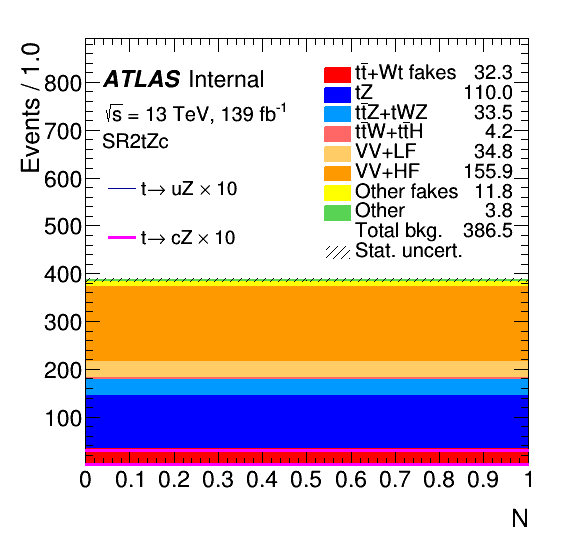 Events / 1.0
800
700
600
500
400
300
200
100
ATLAS Internal
√s = 13 TeV, 139 fb⁻¹
SR2tZc
t→ uZ × 10
t→ cZ × 10
tt̄+Wt fakes 32.3
tZ 110.0
tt̄Z+tWZ 33.5
tt̄W+tt̄H 4.2
VV+LF 34.8
VV+HF 155.9
Other fakes 11.8
Other 3.8
Total bkg. 386.5
Stat. uncert.
0 0.1 0.2 0.3 0.4 0.5 0.6 0.7 0.8 0.9 1
N